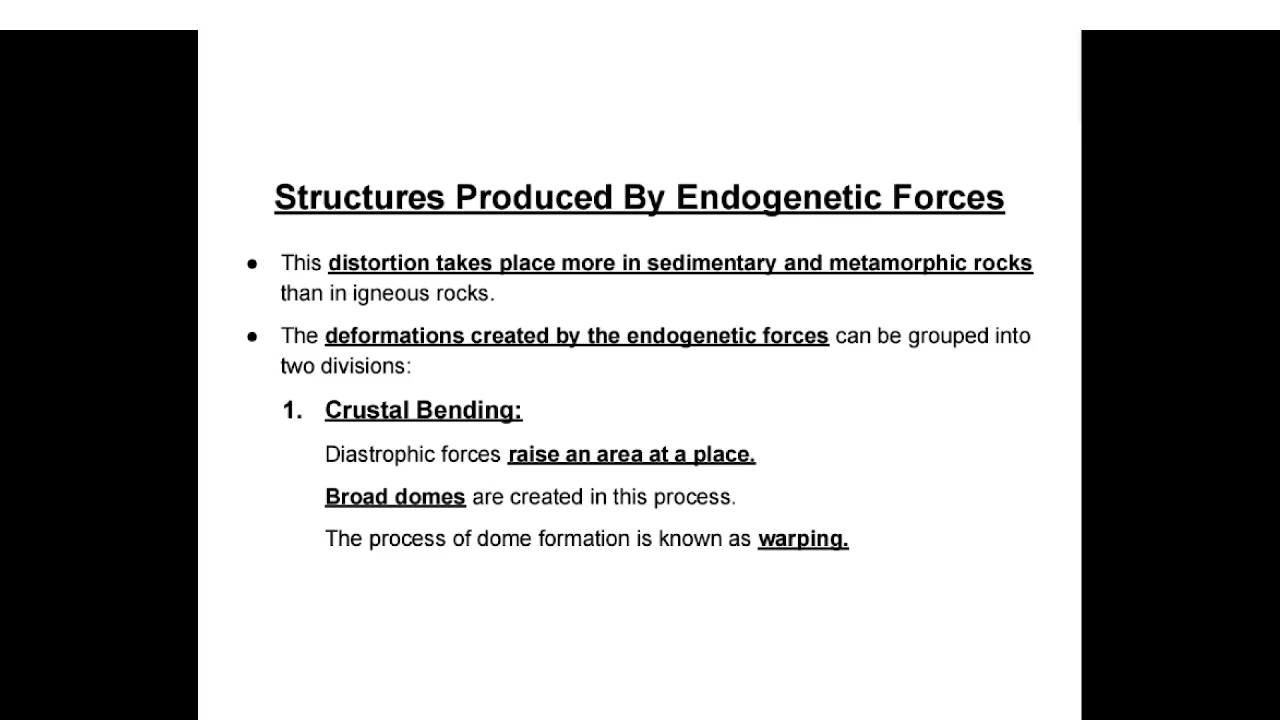 Structures Produced By Endogenetic Forces
● This distortion takes place more in sedimentary and metamorphic rocks
than in igneous rocks.
● The deformations created by the endogenetic forces can be grouped into
two divisions:
1. Crustal Bending:
Diastrophic forces raise an area at a place.
Broad domes are created in this process.
The process of dome formation is known as warping.